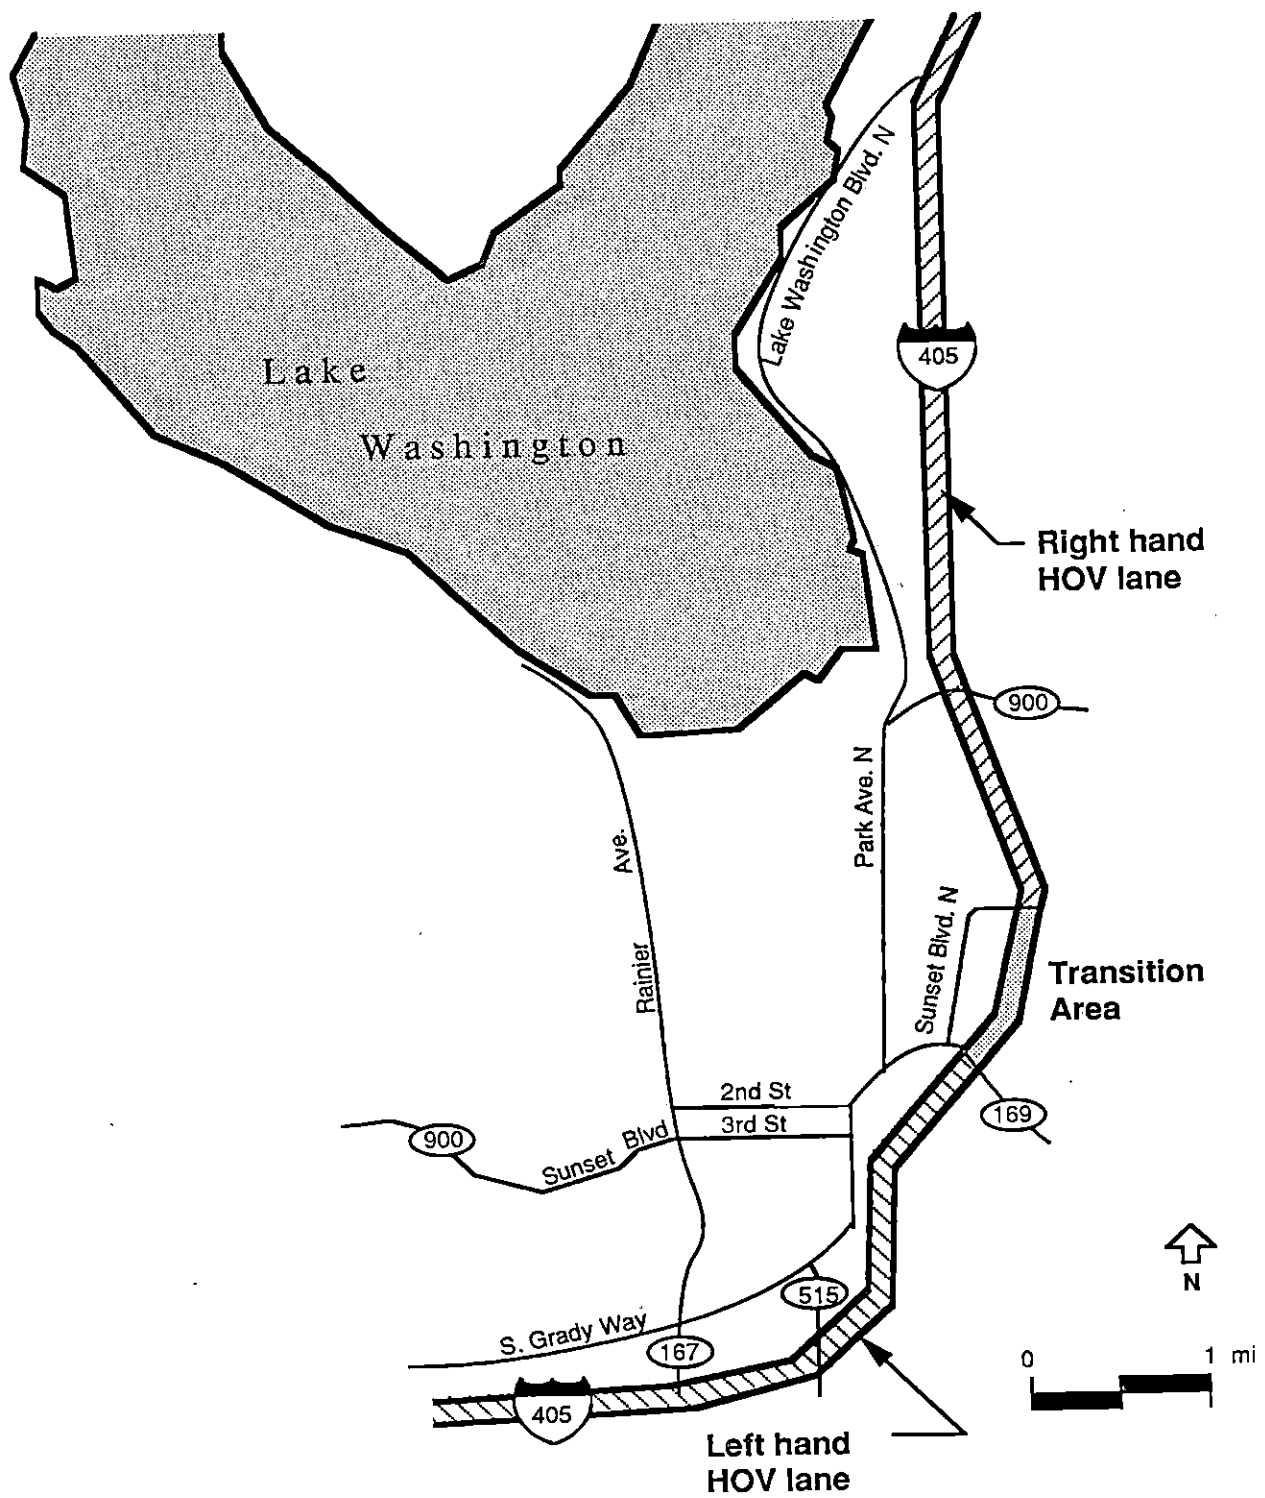 Lake Washington Blvd. N
405
Lake
Washington
Right hand
HOV lane
900
Park Ave. N
Ave.
Rainier
Sunset Blvd. N
Transition
Area
2nd St
3rd St
169
900
Sunset Blvd
N
515
S. Grady Way
167
0 1 mi
405
Left hand
HOV lane